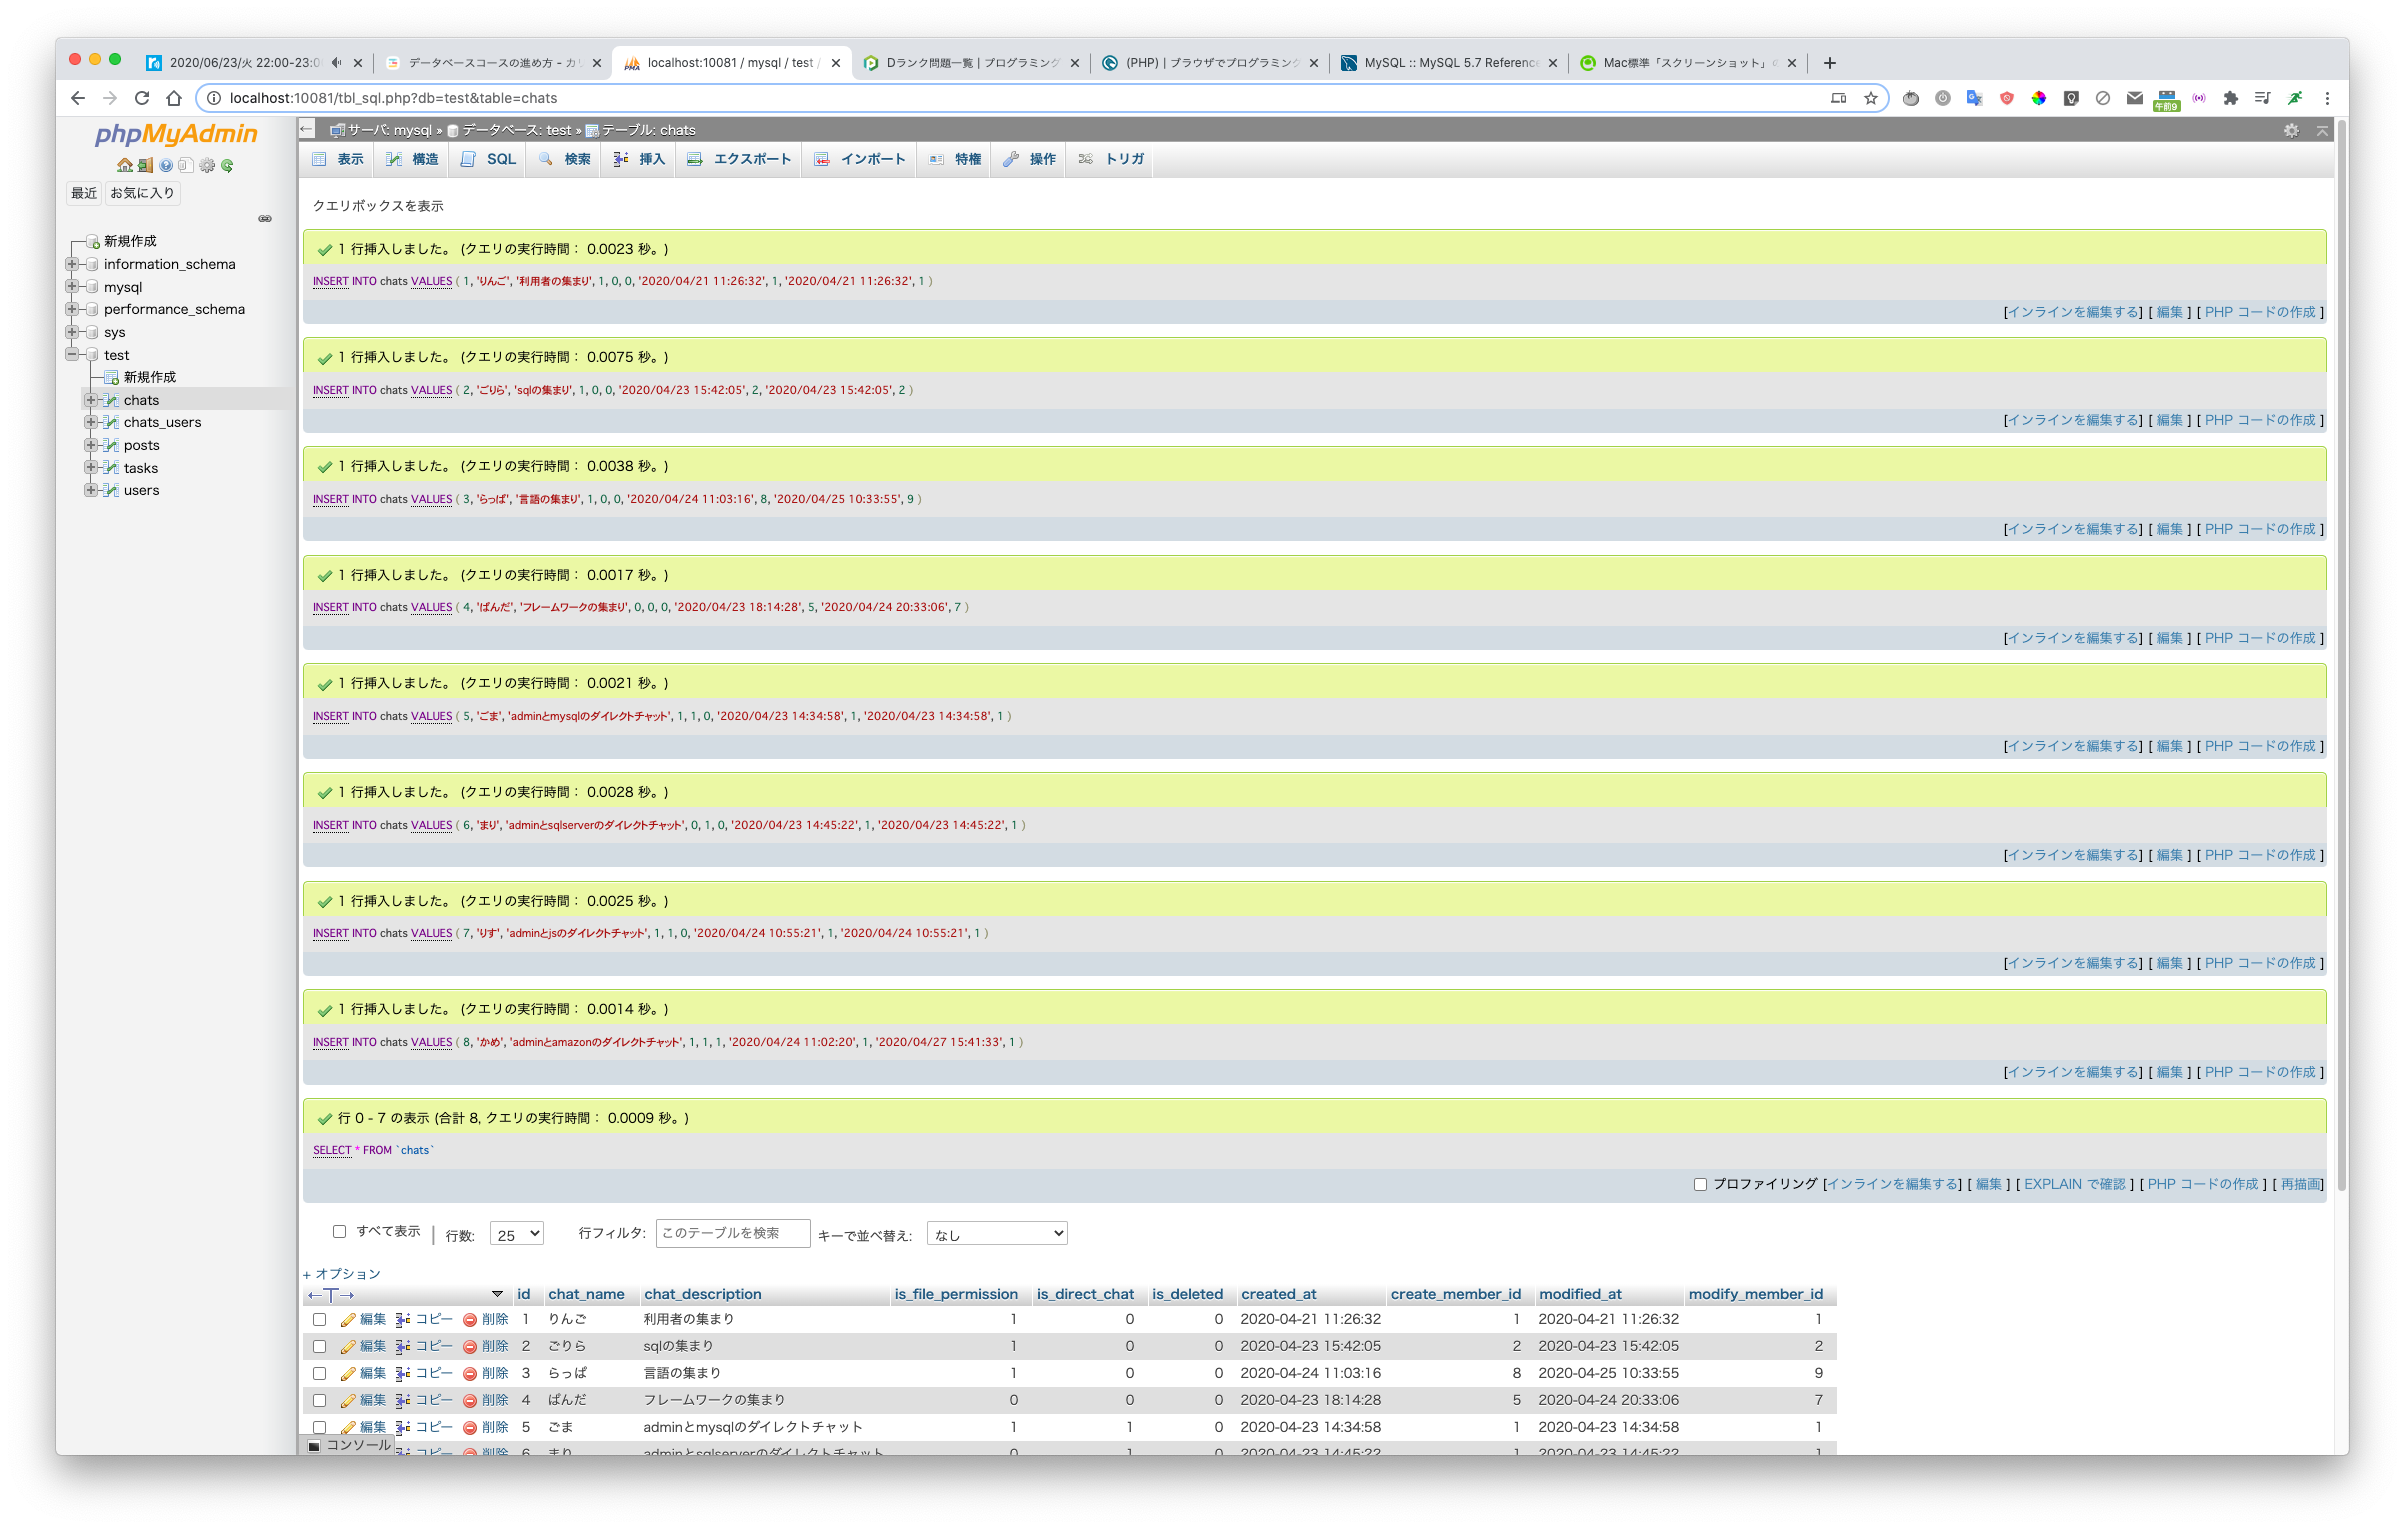 2020/06/23/火 22:00-23:0
データベースコースの進め方 - カリ
localhost:10081 / mysql / test /
Dランク問題一覧 | プログラミング
(PHP) | ブラウザでプログラミング
MySQL :: MySQL 5.7 Reference
Mac標準「スクリーンショット」の
localhost:10081/tbl_sql.php?db=test&table=chats
午前9
phpMyAdmin
最近 お気に入り
新規作成
information_schema
mysql
performance_schema
sys
test
新規作成
chats
chats_users
posts
tasks
users
サーバ: mysql » データベース: test » テーブル: chats
表示 構造 SQL 検索 挿入 エクスポート インポート 特権 操作 トリガ
クエリボックスを表示
1 行挿入しました。 (クエリの実行時間： 0.0023 秒。)
INSERT INTO chats VALUES ( 1, 'りんご', '利用者の集まり', 1, 0, 0, '2020/04/21 11:26:32', 1, '2020/04/21 11:26:32', 1 )
[インラインを編集する] [ 編集 ] [ PHP コードの作成 ]
1 行挿入しました。 (クエリの実行時間： 0.0075 秒。)
INSERT INTO chats VALUES ( 2, 'ごりら', 'sqlの集まり', 1, 0, 0, '2020/04/23 15:42:05', 2, '2020/04/23 15:42:05', 2 )
[インラインを編集する] [ 編集 ] [ PHP コードの作成 ]
1 行挿入しました。 (クエリの実行時間： 0.0038 秒。)
INSERT INTO chats VALUES ( 3, 'らっぱ', '言語の集まり', 1, 0, 0, '2020/04/24 11:03:16', 8, '2020/04/25 10:33:55', 9 )
[インラインを編集する] [ 編集 ] [ PHP コードの作成 ]
1 行挿入しました。 (クエリの実行時間： 0.0017 秒。)
INSERT INTO chats VALUES ( 4, 'ぱんだ', 'フレームワークの集まり', 0, 0, 0, '2020/04/23 18:14:28', 5, '2020/04/24 20:33:06', 7 )
[インラインを編集する] [ 編集 ] [ PHP コードの作成 ]
1 行挿入しました。 (クエリの実行時間： 0.0021 秒。)
INSERT INTO chats VALUES ( 5, 'ごま', 'adminとmysqlのダイレクトチャット', 1, 1, 0, '2020/04/23 14:34:58', 1, '2020/04/23 14:34:58', 1 )
[インラインを編集する] [ 編集 ] [ PHP コードの作成 ]
1 行挿入しました。 (クエリの実行時間： 0.0028 秒。)
INSERT INTO chats VALUES ( 6, 'まり', 'adminとsqlserverのダイレクトチャット', 0, 1, 0, '2020/04/23 14:45:22', 1, '2020/04/23 14:45:22', 1 )
[インラインを編集する] [ 編集 ] [ PHP コードの作成 ]
1 行挿入しました。 (クエリの実行時間： 0.0025 秒。)
INSERT INTO chats VALUES ( 7, 'りす', 'adminとjsのダイレクトチャット', 1, 1, 0, '2020/04/24 10:55:21', 1, '2020/04/24 10:55:21', 1 )
[インラインを編集する] [ 編集 ] [ PHP コードの作成 ]
1 行挿入しました。 (クエリの実行時間： 0.0014 秒。)
INSERT INTO chats VALUES ( 8, 'かめ', 'adminとamazonのダイレクトチャット', 1, 1, 1, '2020/04/24 11:02:20', 1, '2020/04/27 15:41:33', 1 )
[インラインを編集する] [ 編集 ] [ PHP コードの作成 ]
行 0 - 7 の表示 (合計 8, クエリの実行時間： 0.0009 秒。)
SELECT * FROM `chats`
プロファイリング [インラインを編集する] [ 編集 ] [ EXPLAIN で確認 ] [ PHP コードの作成 ] [ 再描画]
すべて表示 | 行数: 25 行フィルタ: このテーブルを検索 キーで並べ替え: なし
+ オプション
←T→ id chat_name chat_description is_file_permission is_direct_chat is_deleted created_at create_member_id modified_at modify_member_id
編集 コピー 削除 1 りんご 利用者の集まり 1 0 0 2020-04-21 11:26:32 1 2020-04-21 11:26:32 1
編集 コピー 削除 2 ごりら sqlの集まり 1 0 0 2020-04-23 15:42:05 2 2020-04-23 15:42:05 2
編集 コピー 削除 3 らっぱ 言語の集まり 1 0 0 2020-04-24 11:03:16 8 2020-04-25 10:33:55 9
編集 コピー 削除 4 ぱんだ フレームワークの集まり 0 0 0 2020-04-23 18:14:28 5 2020-04-24 20:33:06 7
編集 コピー 削除 5 ごま adminとmysqlのダイレクトチャット 1 1 0 2020-04-23 14:34:58 1 2020-04-23 14:34:58 1
コンソール コピー 削除 6 まり adminとsqlserverのダイレクトチャット 0 1 0 2020-04-23 14:45:22 1 2020-04-23 14:45:22 1